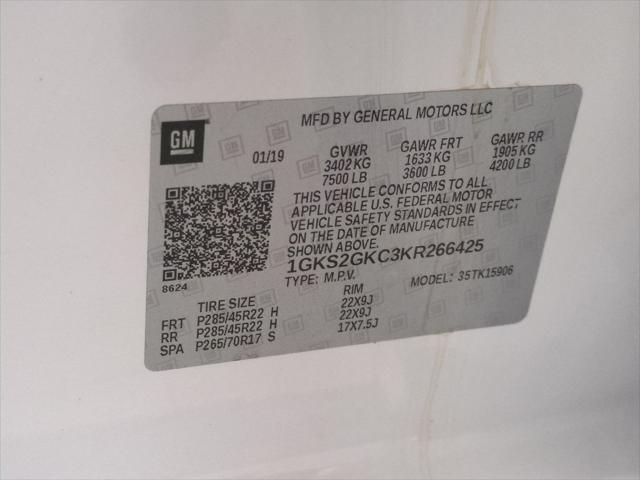 MFD BY GENERAL MOTORS LLC
GM
01/19 GVWR GAWR FRT GAWR RR
3402 KG 1633 KG 1905 KG
7500 LB 3600 LB 4200 LB
THIS VEHICLE CONFORMS TO ALL
APPLICABLE U.S. FEDERAL MOTOR
VEHICLE SAFETY STANDARDS IN EFFECT
ON THE DATE OF MANUFACTURE
SHOWN ABOVE.
1GKS2GKC3KR266425
8624
TYPE: M.P.V. MODEL: 35TK15906
TIRE SIZE RIM
FRT P285/45R22 H 22X9J
RR P285/45R22 H 22X9J
SPA P265/70R17 S 17X7.5J